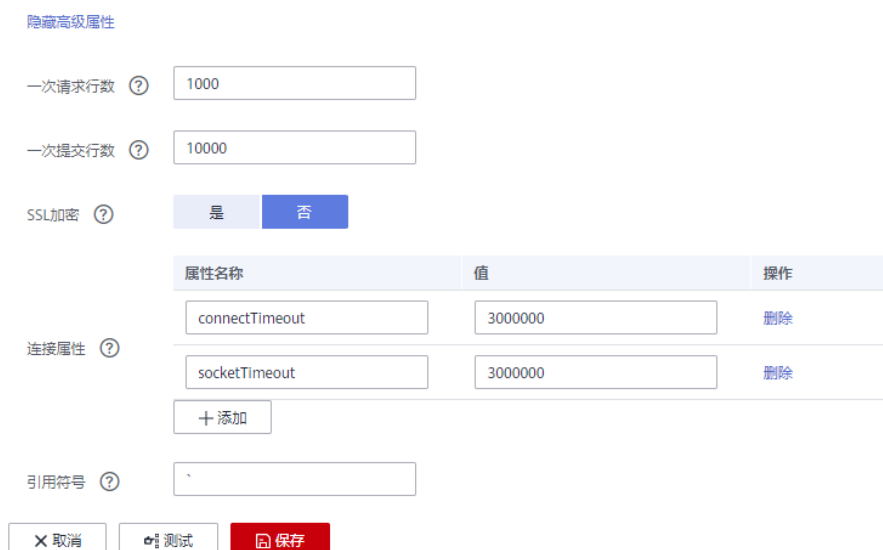 隐藏高级属性
一次请求行数 ? 1000
一次提交行数 ? 10000
SSL加密 ? 是 否
属性名称 值 操作
connectTimeout 3000000 删除
连接属性 ?
socketTimeout 3000000 删除
＋添加
引用符号 ? `
×取消 测试 保存